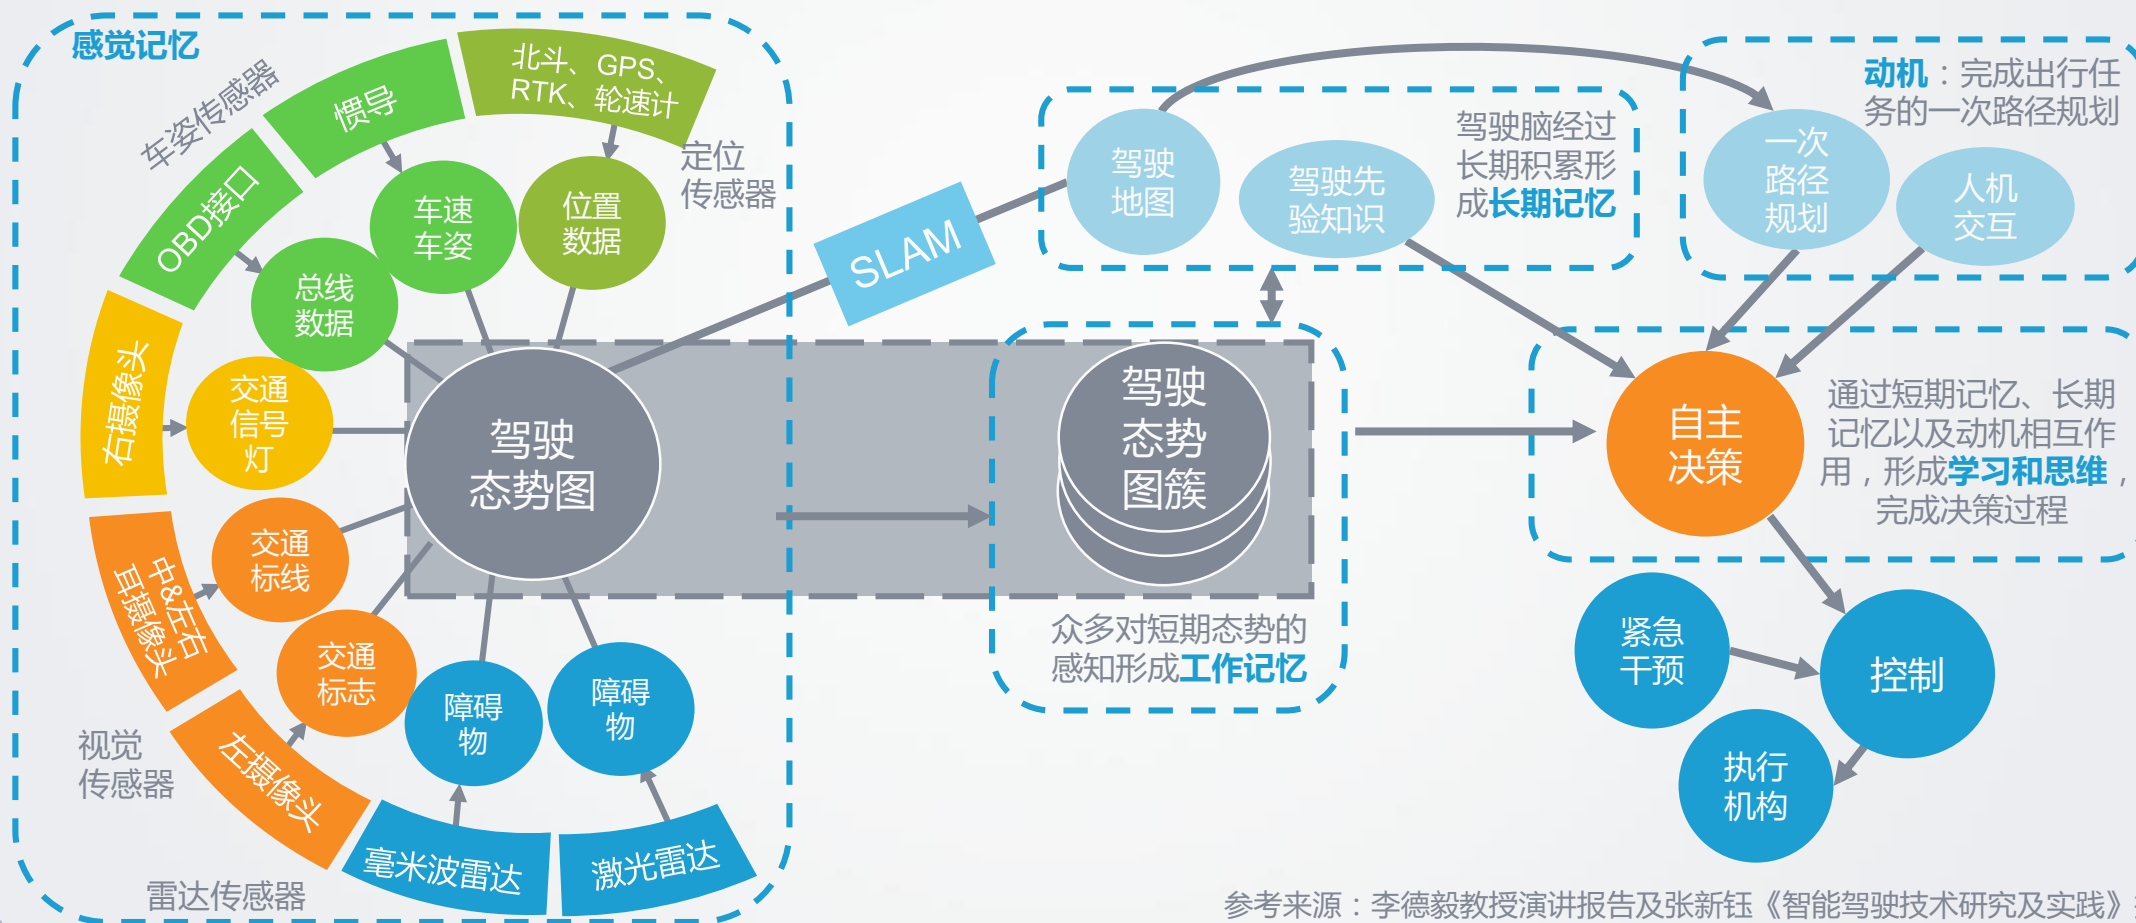 感觉记忆
车姿传感器
惯导
北斗、GPS、
RTK、轮速计
定位
传感器
OBD接口
车速
车姿
位置
数据
总线
数据
右摄像头
交通
信号
灯
中&左右
耳摄像头
交通
标线
交通
标志
左摄像头
视觉
传感器
障碍
物
障碍
物
毫米波雷达
激光雷达
雷达传感器
驾驶
态势图
SLAM
驾驶
地图
驾驶先
验知识
驾驶脑经过
长期积累形
成长期记忆
动机：完成出行任
务的一次路径规划
一次
路径
规划
人机
交互
驾驶
态势
图簇
众多对短期态势的
感知形成工作记忆
自主
决策
通过短期记忆、长期
记忆以及动机相互作
用，形成学习和思维，
完成决策过程
紧急
干预
控制
执行
机构
参考来源：李德毅教授演讲报告及张新钰《智能驾驶技术研究及实践》